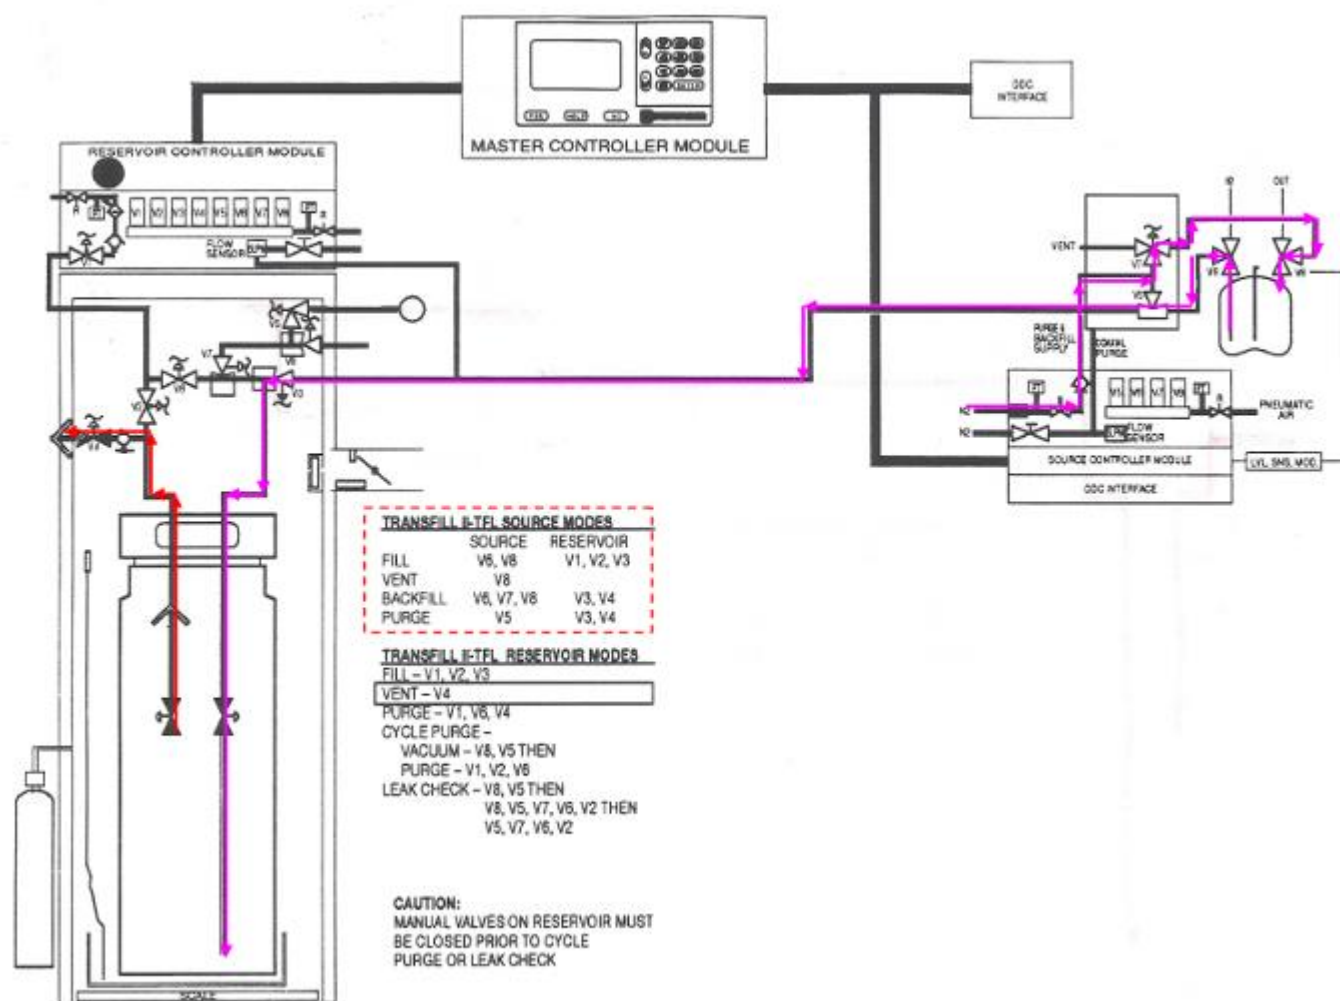 MASTER CONTROLLER MODULE
HELP
INTERFACE
RESERVOIR CONTROLLER MODULE
V1 V2 V3 V4 V5 V6 V7 V8
FLOW
SENSOR
VENT
OUT
PURGE &
BACKFILL
SUPPLY
COAXIAL
PURGE
PT
N2
N2
FLOW
SENSOR
PNEUMATIC
AIR
SOURCE CONTROLLER MODULE
LVL. SNS. MOD.
INTERFACE
TRANSFILL II-TFL SOURCE MODES
SOURCE RESERVOIR
FILL V6, V8 V1, V2, V3
VENT V8
BACKFILL V6, V7, V8 V3, V4
PURGE V5 V3, V4
TRANSFILL II-TFL RESERVOIR MODES
FILL – V1, V2, V3
VENT – V4
PURGE – V1, V6, V4
CYCLE PURGE –
VACUUM – V8, V5 THEN
PURGE – V1, V2, V6
LEAK CHECK – V8, V5 THEN
V8, V5, V7, V6, V2 THEN
V5, V7, V6, V2
CAUTION:
MANUAL VALVES ON RESERVOIR MUST
BE CLOSED PRIOR TO CYCLE
PURGE OR LEAK CHECK
SCALE